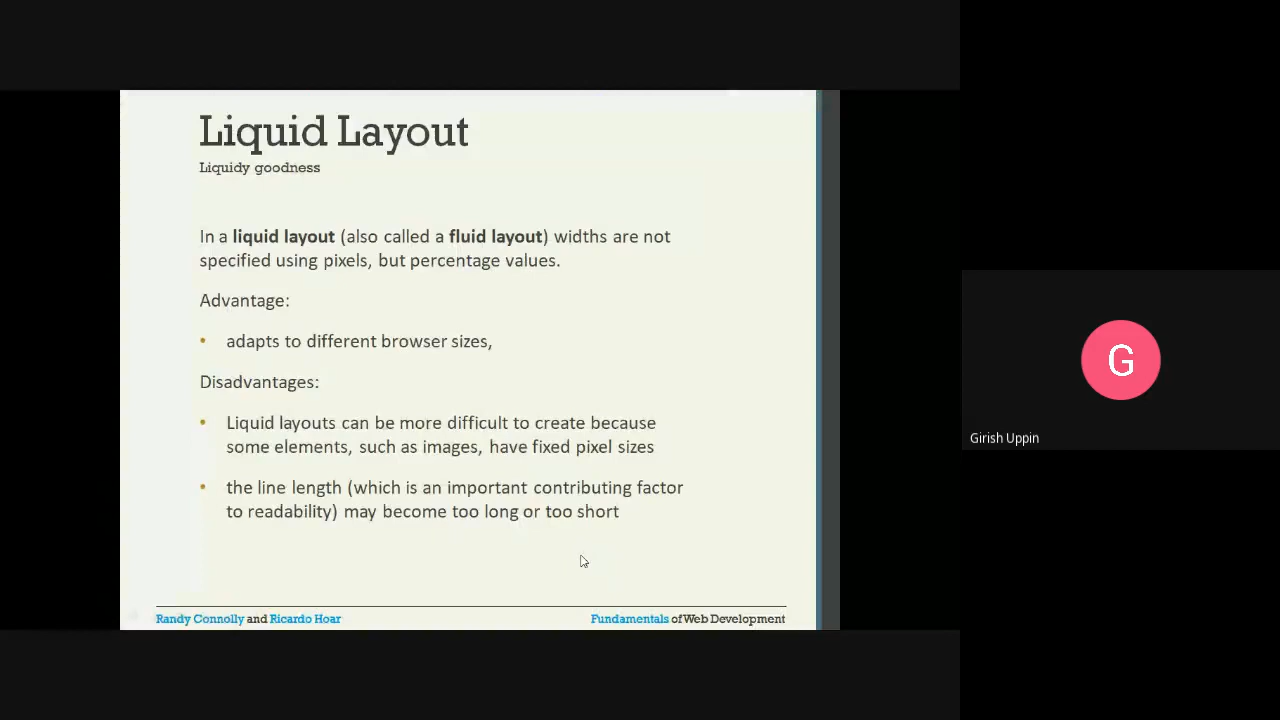 Liquid Layout
Liquidy goodness
In a liquid layout (also called a fluid layout) widths are not
specified using pixels, but percentage values.
Advantage:
• adapts to different browser sizes,
Disadvantages:
• Liquid layouts can be more difficult to create because
some elements, such as images, have fixed pixel sizes
• the line length (which is an important contributing factor
to readability) may become too long or too short
Randy Connolly and Ricardo Hoar
Fundamentals of Web Development
G
Girish Uppin